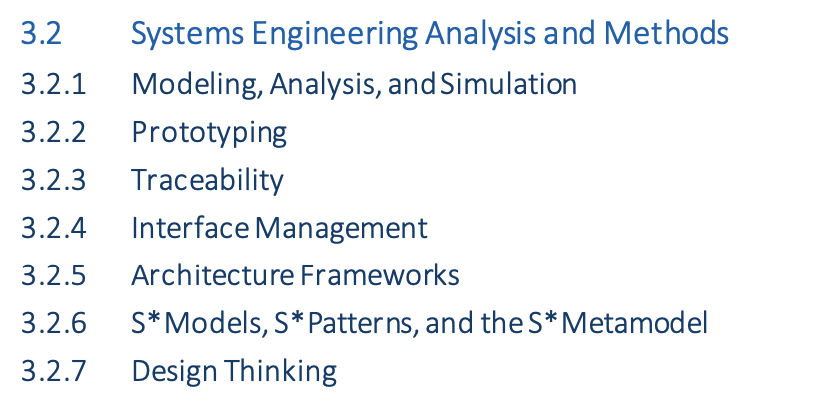 3.2 Systems Engineering Analysis and Methods
3.2.1 Modeling, Analysis, and Simulation
3.2.2 Prototyping
3.2.3 Traceability
3.2.4 Interface Management
3.2.5 Architecture Frameworks
3.2.6 S*Models, S*Patterns, and the S*Metamodel
3.2.7 Design Thinking